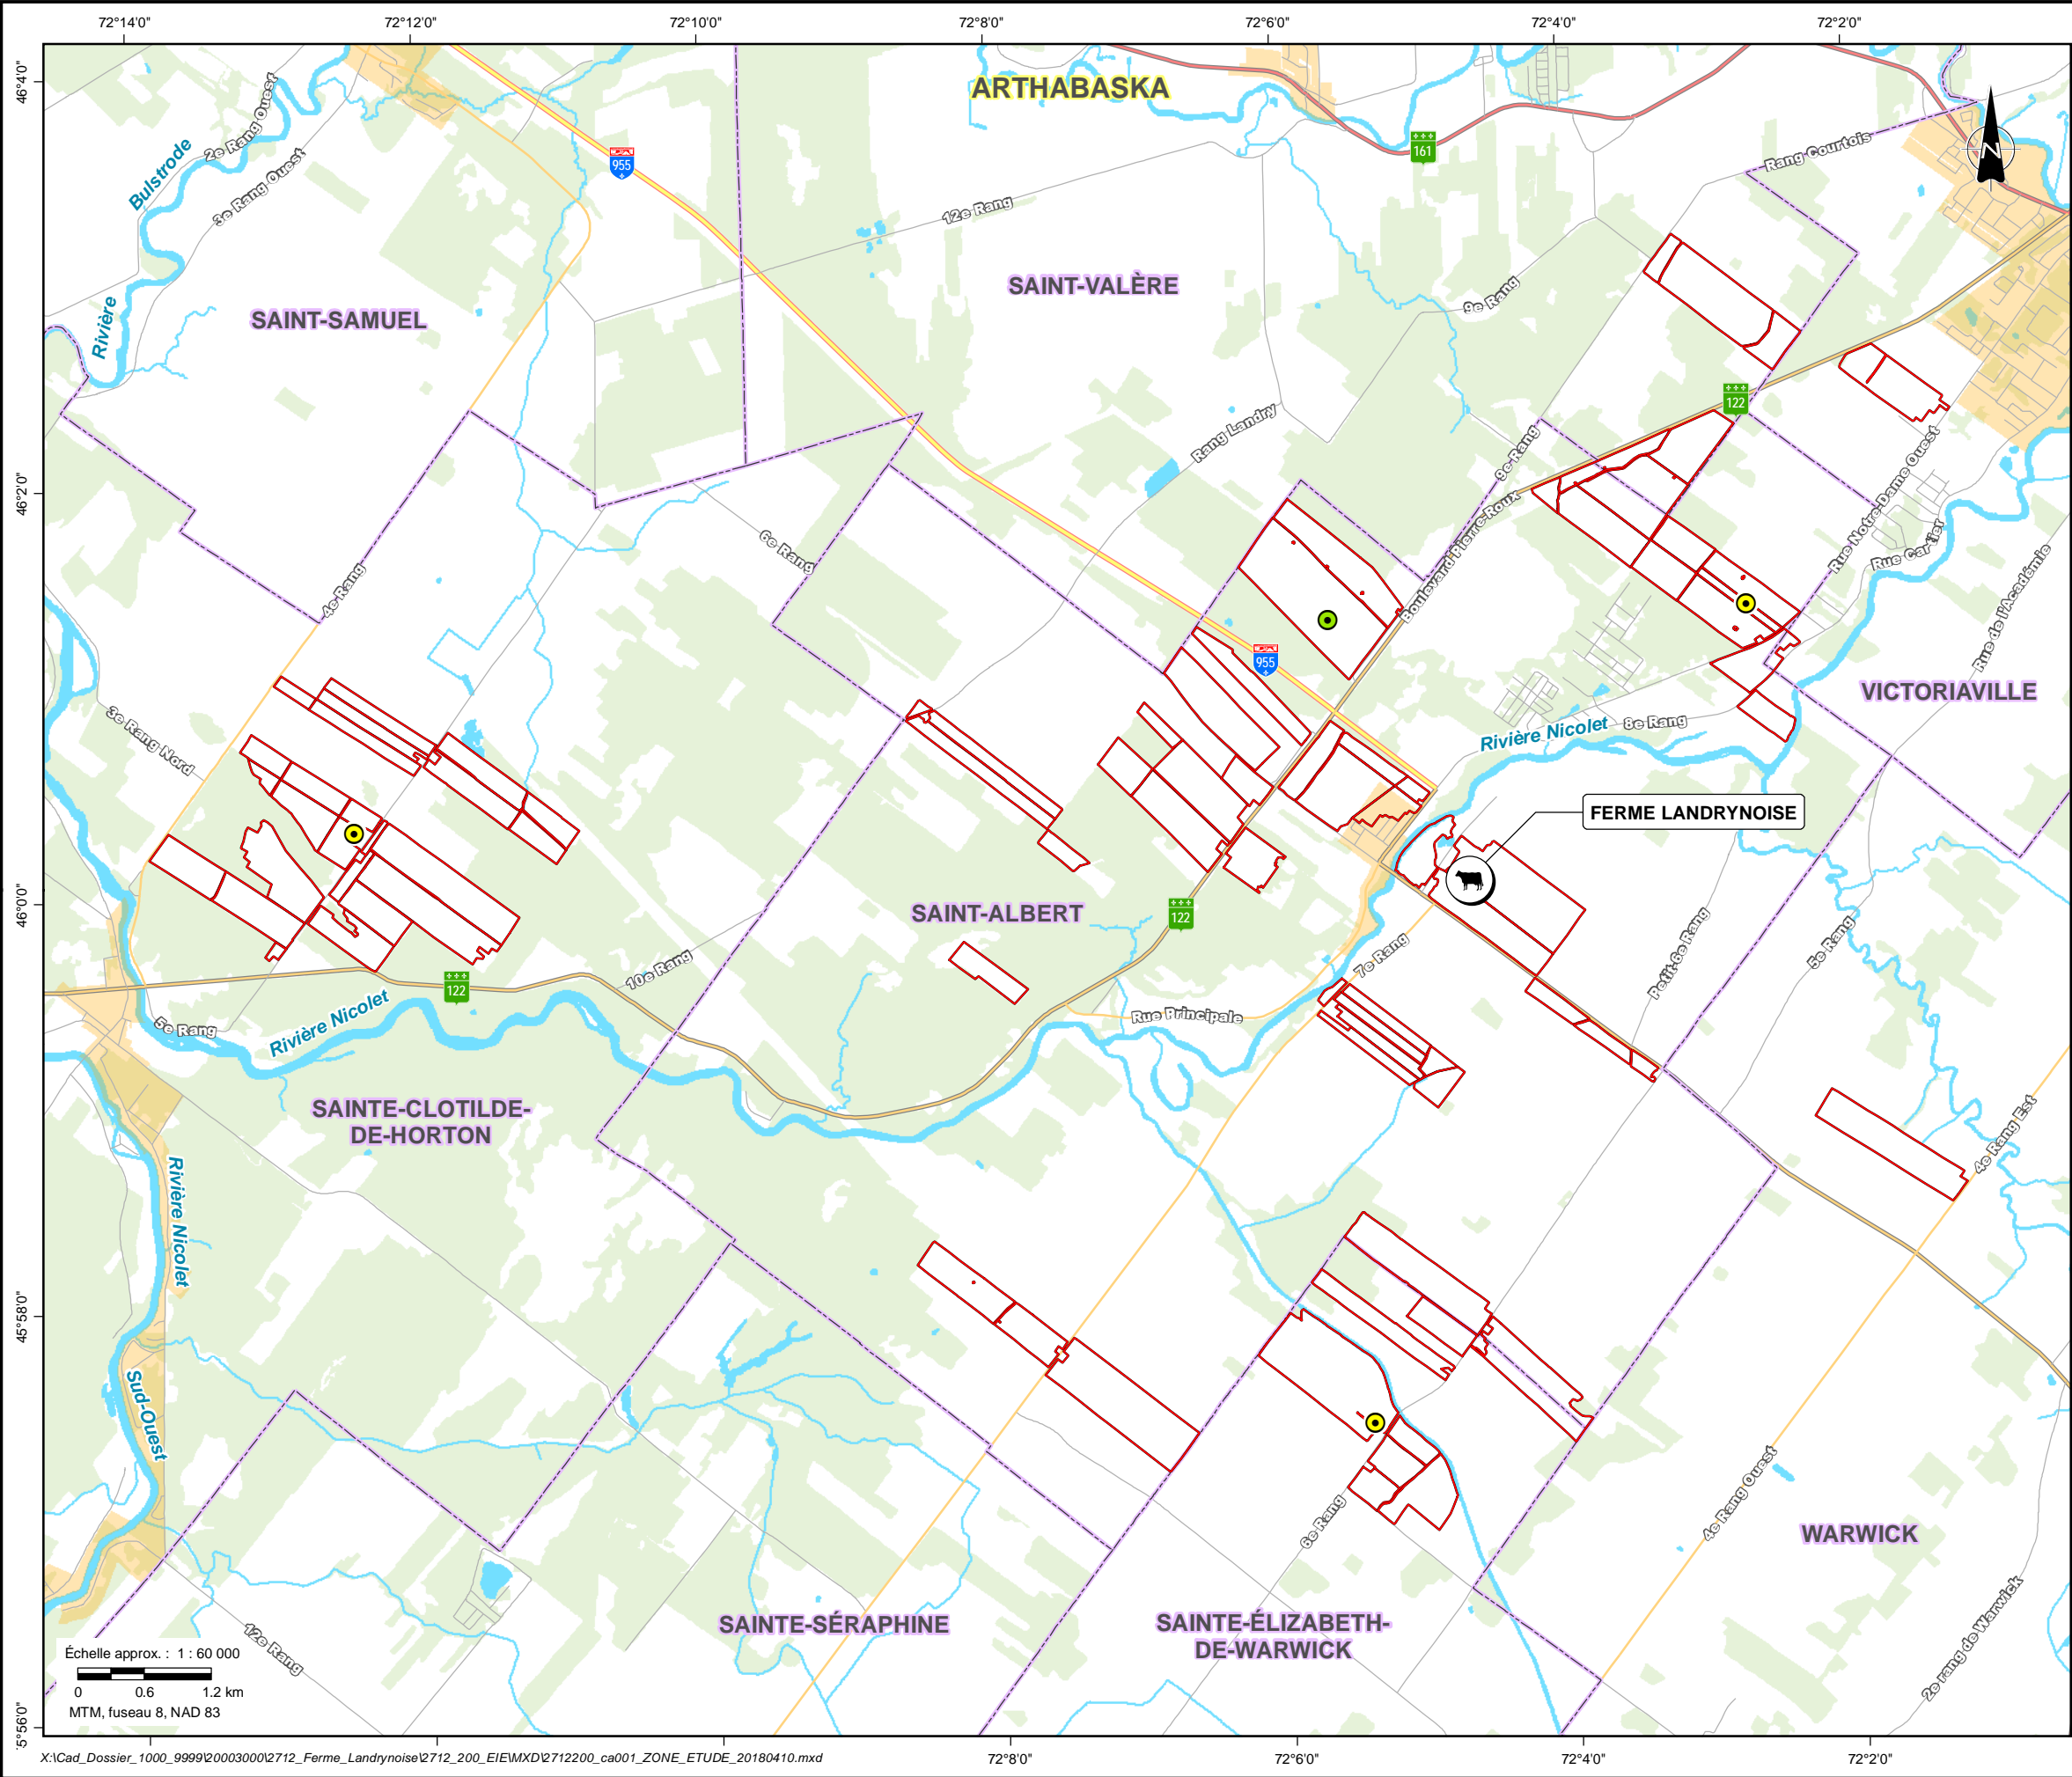 72°14'0"
72°12'0"
72°10'0"
72°8'0"
72°6'0"
72°4'0"
72°2'0"
46°4'0"
ARTHABASKA
2e Rang Ouest
Bulstrode
3e Rang Ouest
955
161
Rang Courtois
N
12e Rang
SAINT-VALÈRE
9e Rang
Rivière
SAINT-SAMUEL
122
Rang Landry
9e Rang
Rue Notre-Dame Ouest
46°2'0"
Boulevard-Pierre-Roux
6e Rang
Rue Cartier
4e Rang
Rue de l'Académie
955
VICTORIAVILLE
3e Rang Nord
Rivière Nicolet
8e Rang
FERME LANDRYNOISE
46°0'0"
SAINT-ALBERT
122
7e Rang
Petit-6e Rang
5e Rang
10e Rang
122
5e Rang
Rivière Nicolet
Rue Principale
SAINTE-CLOTILDE-
DE-HORTON
4e Rang Est
Rivière Nicolet
45°58'0"
Sud-Ouest
4e Rang Ouest
6e Rang
WARWICK
SAINTE-SÉRAPHINE
SAINTE-ÉLIZABETH-
DE-WARWICK
12e Rang
2e rang de Warwick
Échelle approx. : 1 : 60 000
0 0.6 1.2 km
MTM, fuseau 8, NAD 83
°56'0"
X:\Cad_Dossier_1000_9999\20003000\2712_Ferme_Landrynoise\2712_200_EIE\MXD\2712200_ca001_ZONE_ETUDE_20180410.mxd
72°8'0"
72°6'0"
72°4'0"
72°2'0"